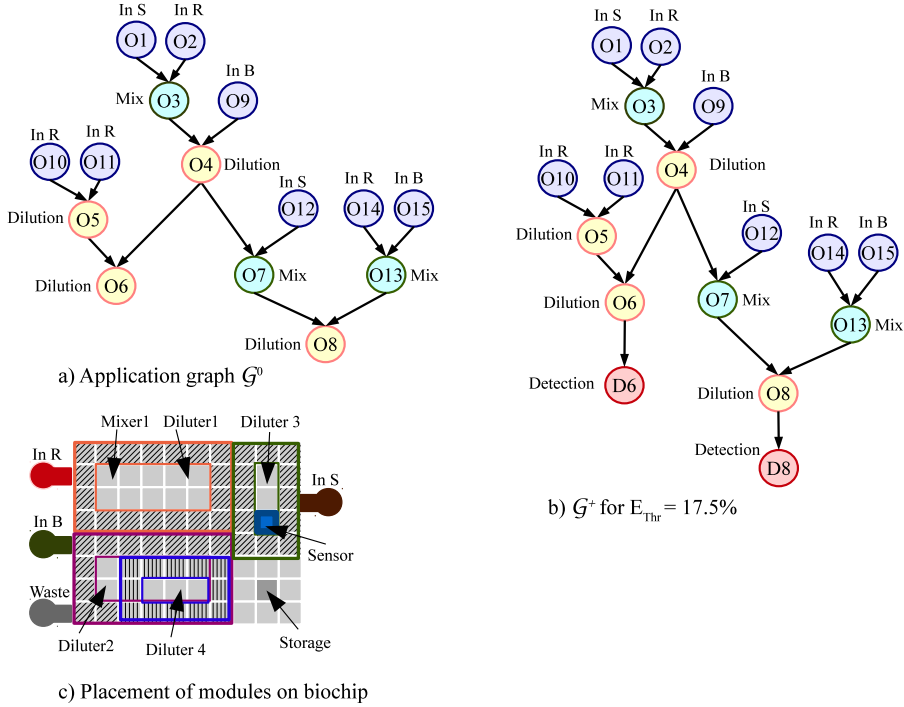 In S
In R
O1
O2
In B
Mix
O3
O9
In R
In R
O10
O11
O4
Dilution
In S
In R
In B
Dilution
O5
O12
O14
O15
Dilution
O6
O7
Mix
O13
Mix
Dilution
O8
a) Application graph 𝒢⁰
In S
In R
O1
O2
In B
O3
Mix
O9
In R
In R
O10
O11
O4
Dilution
In S
Dilution
O5
O12
In R
In B
O14
O15
Dilution
O6
O7
Mix
O13
Mix
Detection
D6
Dilution
O8
Detection
D8
b) 𝒢⁺ for E_Thr = 17.5%
Mixer1
Diluter1
Diluter 3
In R
In S
In B
Sensor
Waste
Diluter2
Diluter 4
Storage
c) Placement of modules on biochip